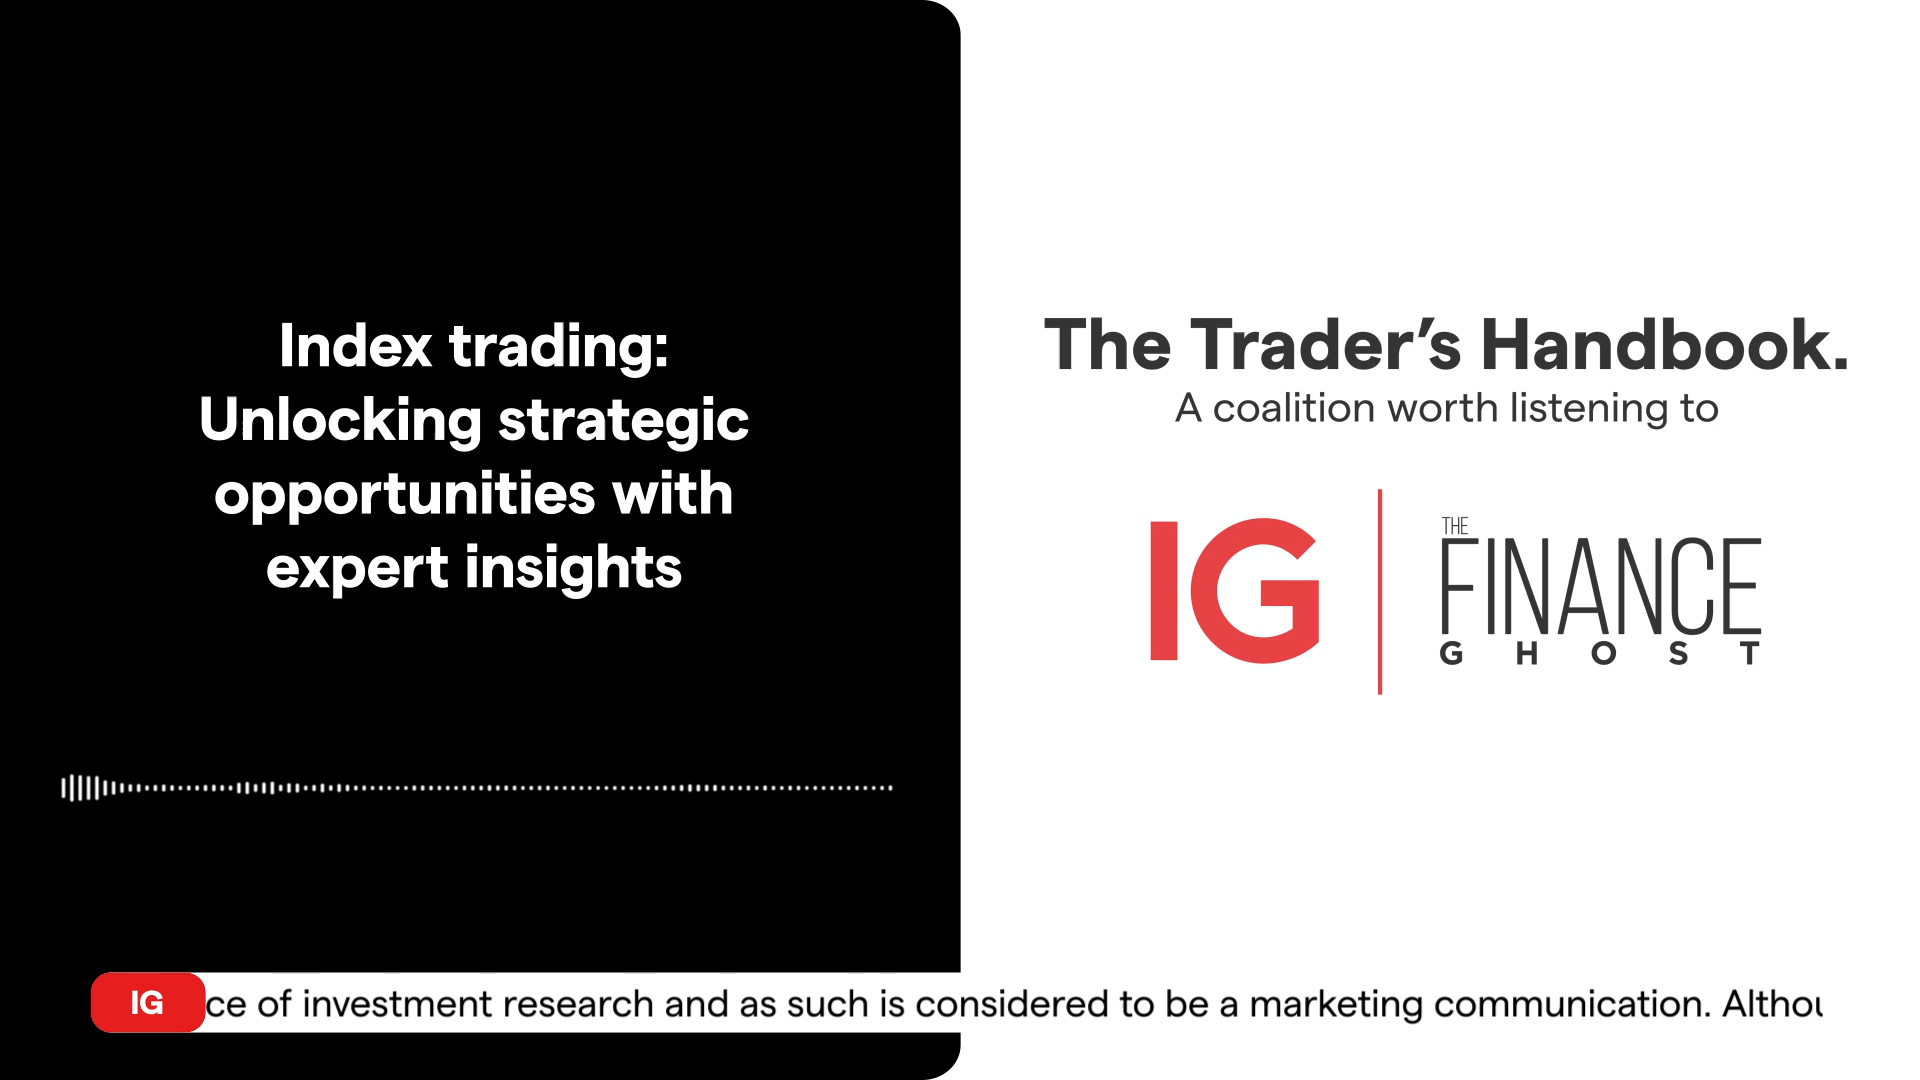 Index trading:
Unlocking strategic
opportunities with
expert insights
The Trader’s Handbook.
A coalition worth listening to
IG
THE
FINANCE
GHOST
IG
ce of investment research and as such is considered to be a marketing communication. Althou